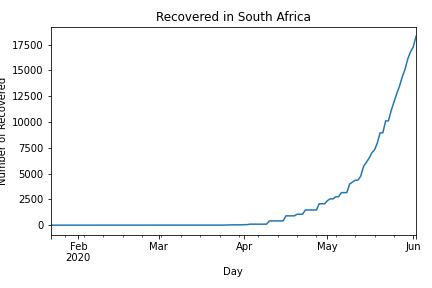 Recovered in South Africa
Number of Recovered
17500
15000
12500
10000
7500
5000
2500
0
Feb
2020
Mar
Apr
May
Jun
Day